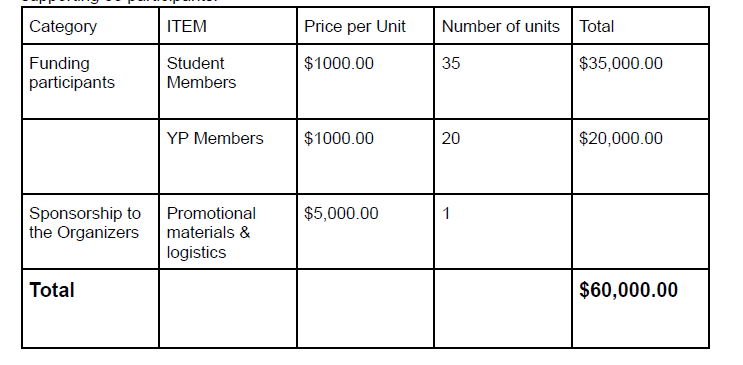 Category ITEM Price per Unit Number of units Total
Funding participants Student Members $1000.00 35 $35,000.00
YP Members $1000.00 20 $20,000.00
Sponsorship to the Organizers Promotional materials & logistics $5,000.00 1
Total $60,000.00